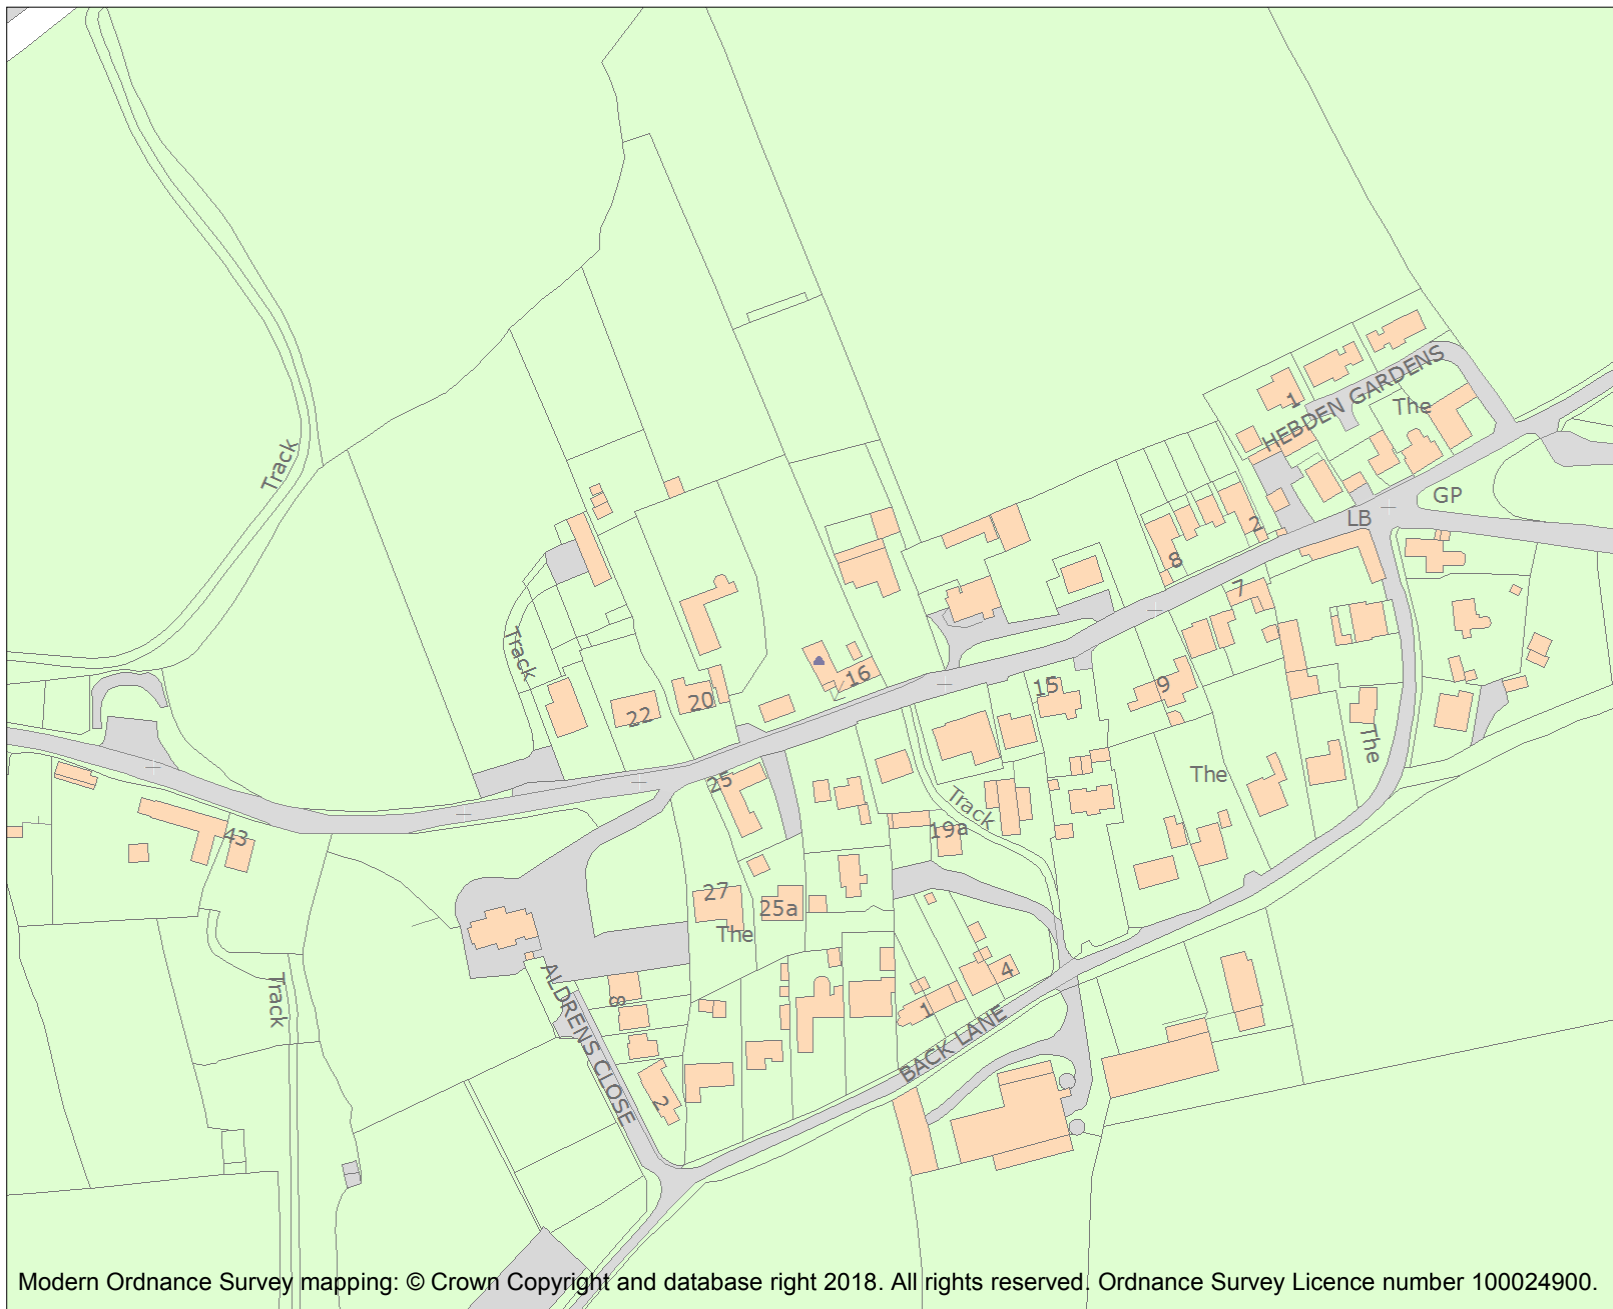 HEBDEN GARDENS
1
The
Track
GP
LB
2
8
7
Track
16
15
9
20
22
The
25
The
Track
19a
43
27
25a
The
4
Track
8
1
ALDRENS CLOSE
BACK LANE
2
Modern Ordnance Survey mapping: © Crown Copyright and database right 2018. All rights reserved. Ordnance Survey Licence number 100024900.